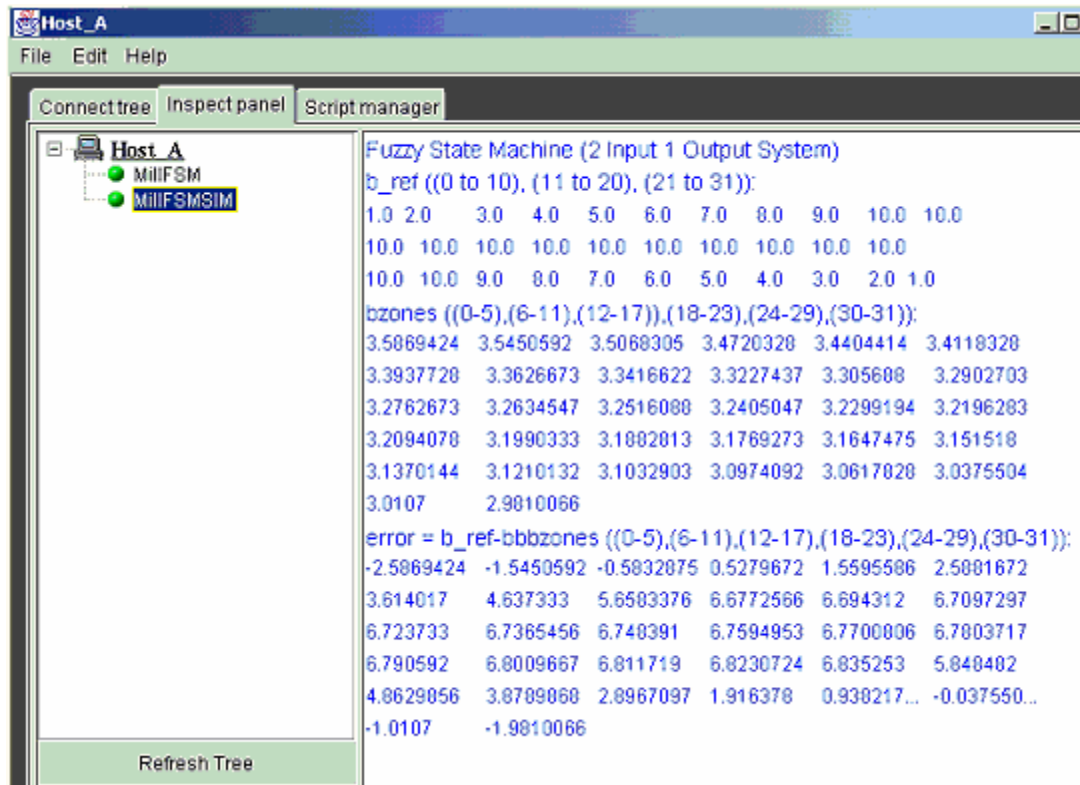 Host_A
File Edit Help
Connect tree Inspect panel Script manager
Host_A
MillFSM
MillFSMSIM
Refresh Tree
Fuzzy State Machine (2 Input 1 Output System)
b_ref ((0 to 10), (11 to 20), (21 to 31)):
1.0 2.0 3.0 4.0 5.0 6.0 7.0 8.0 9.0 10.0 10.0
10.0 10.0 10.0 10.0 10.0 10.0 10.0 10.0 10.0 10.0
10.0 10.0 9.0 8.0 7.0 6.0 5.0 4.0 3.0 2.0 1.0
bzones ((0-5),(6-11),(12-17)),(18-23),(24-29),(30-31)):
3.5869424 3.5450592 3.5068305 3.4720328 3.4404414 3.4118328
3.3937728 3.3626673 3.3416622 3.3227437 3.305688 3.2902703
3.2762673 3.2634547 3.2516088 3.2405047 3.2299194 3.2196283
3.2094078 3.1990333 3.1882813 3.1769273 3.1647475 3.151518
3.1370144 3.1210132 3.1032903 3.0974092 3.0617828 3.0375504
3.0107 2.9810066
error = b_ref-bbbzones ((0-5),(6-11),(12-17),(18-23),(24-29),(30-31)):
-2.5869424 -1.5450592 -0.5832875 0.5279672 1.5595586 2.5881672
3.614017 4.637333 5.6583376 6.6772566 6.694312 6.7097297
6.723733 6.7365456 6.748391 6.7594953 6.7700806 6.7803717
6.790592 6.8009667 6.811719 6.8230724 6.835253 5.848482
4.8629856 3.8789868 2.8967097 1.916378 0.938217... -0.037550...
-1.0107 -1.9810066